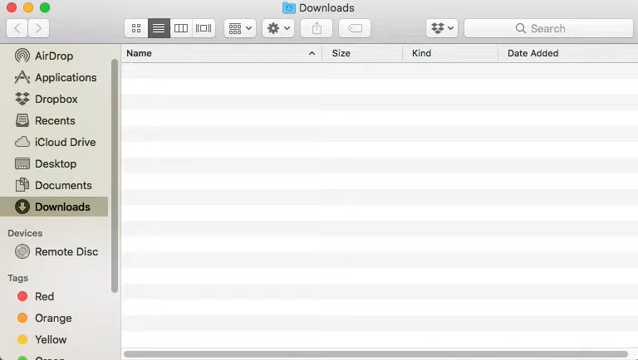 Downloads
Search
Name Size Kind Date Added
AirDrop
Applications
Dropbox
Recents
iCloud Drive
Desktop
Documents
Downloads
Devices
Remote Disc
Tags
Red
Orange
Yellow